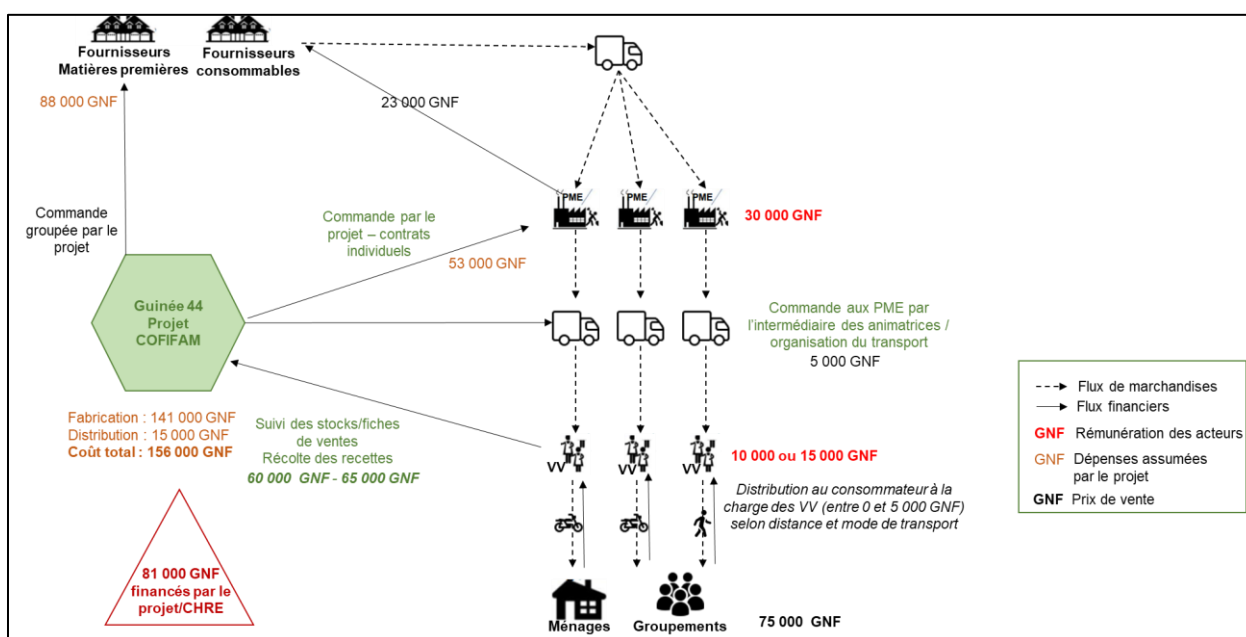 Fournisseurs
Matières premières
Fournisseurs
consommables
88 000 GNF
23 000 GNF
PME
PME
PME
30 000 GNF
Commande
groupée par le
projet
Commande par le
projet – contrats
individuels
53 000 GNF
Guinée 44
Projet
COFIFAM
Commande aux PME par
l'intermédiaire des animatrices /
organisation du transport
5 000 GNF
Fabrication : 141 000 GNF
Distribution : 15 000 GNF
Coût total : 156 000 GNF
Suivi des stocks/fiches
de ventes
Récolte des recettes
60 000 GNF - 65 000 GNF
VV
VV
VV
10 000 ou 15 000 GNF
Distribution au consommateur à la
charge des VV (entre 0 et 5 000 GNF)
selon distance et mode de transport
81 000 GNF
financés par le
projet/CHRE
Ménages
Groupements
75 000 GNF
Flux de marchandises
Flux financiers
GNF Rémunération des acteurs
GNF Dépenses assumées
par le projet
GNF Prix de vente